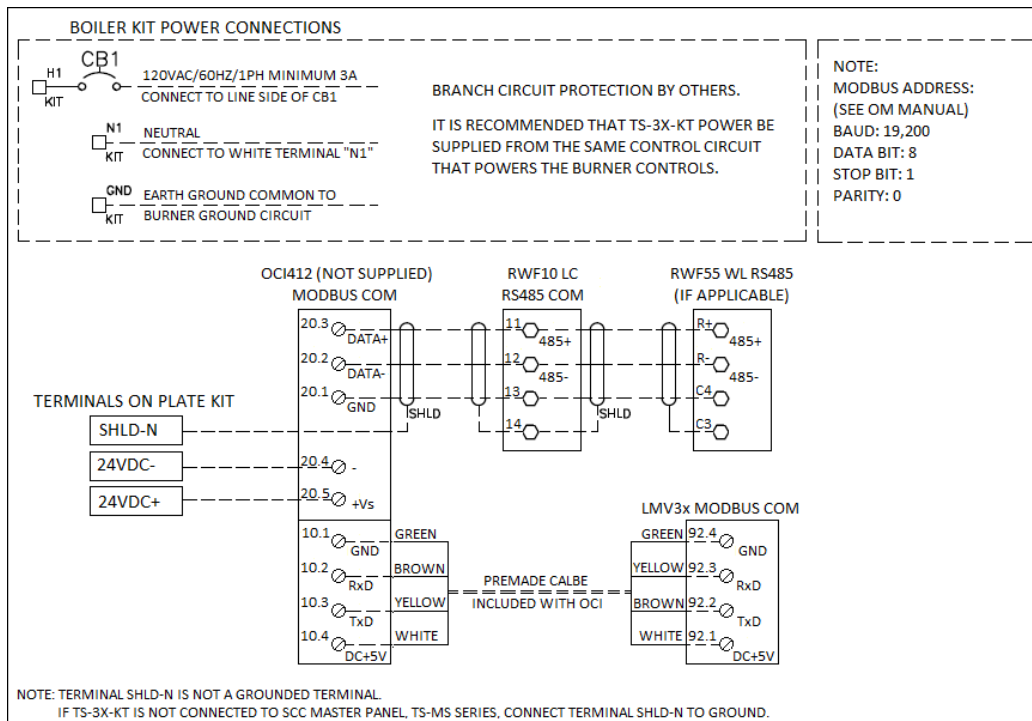 BOILER KIT POWER CONNECTIONS
CB1
H1
KIT
120VAC/60HZ/1PH MINIMUM 3A
CONNECT TO LINE SIDE OF CB1
N1
KIT
NEUTRAL
CONNECT TO WHITE TERMINAL "N1"
GND
KIT
EARTH GROUND COMMON TO
BURNER GROUND CIRCUIT
BRANCH CIRCUIT PROTECTION BY OTHERS.
IT IS RECOMMENDED THAT TS-3X-KT POWER BE
SUPPLIED FROM THE SAME CONTROL CIRCUIT
THAT POWERS THE BURNER CONTROLS.
NOTE:
MODBUS ADDRESS:
(SEE OM MANUAL)
BAUD: 19,200
DATA BIT: 8
STOP BIT: 1
PARITY: 0
OCI412 (NOT SUPPLIED)
MODBUS COM
20.3
DATA+
20.2
DATA-
20.1
GND
SHLD
20.4
-
20.5
+Vs
10.1
GND
GREEN
10.2
RxD
BROWN
10.3
TxD
YELLOW
10.4
DC+5V
WHITE
RWF10 LC
RS485 COM
11
485+
12
485-
13
14
SHLD
RWF55 WL RS485
(IF APPLICABLE)
R+
485+
R-
485-
C4
C3
TERMINALS ON PLATE KIT
SHLD-N
24VDC-
24VDC+
PREMADE CALBE
INCLUDED WITH OCI
LMV3x MODBUS COM
GREEN 92.4
GND
YELLOW 92.3
RxD
BROWN 92.2
TxD
WHITE 92.1
DC+5V
NOTE: TERMINAL SHLD-N IS NOT A GROUNDED TERMINAL.
IF TS-3X-KT IS NOT CONNECTED TO SCC MASTER PANEL, TS-MS SERIES, CONNECT TERMINAL SHLD-N TO GROUND.